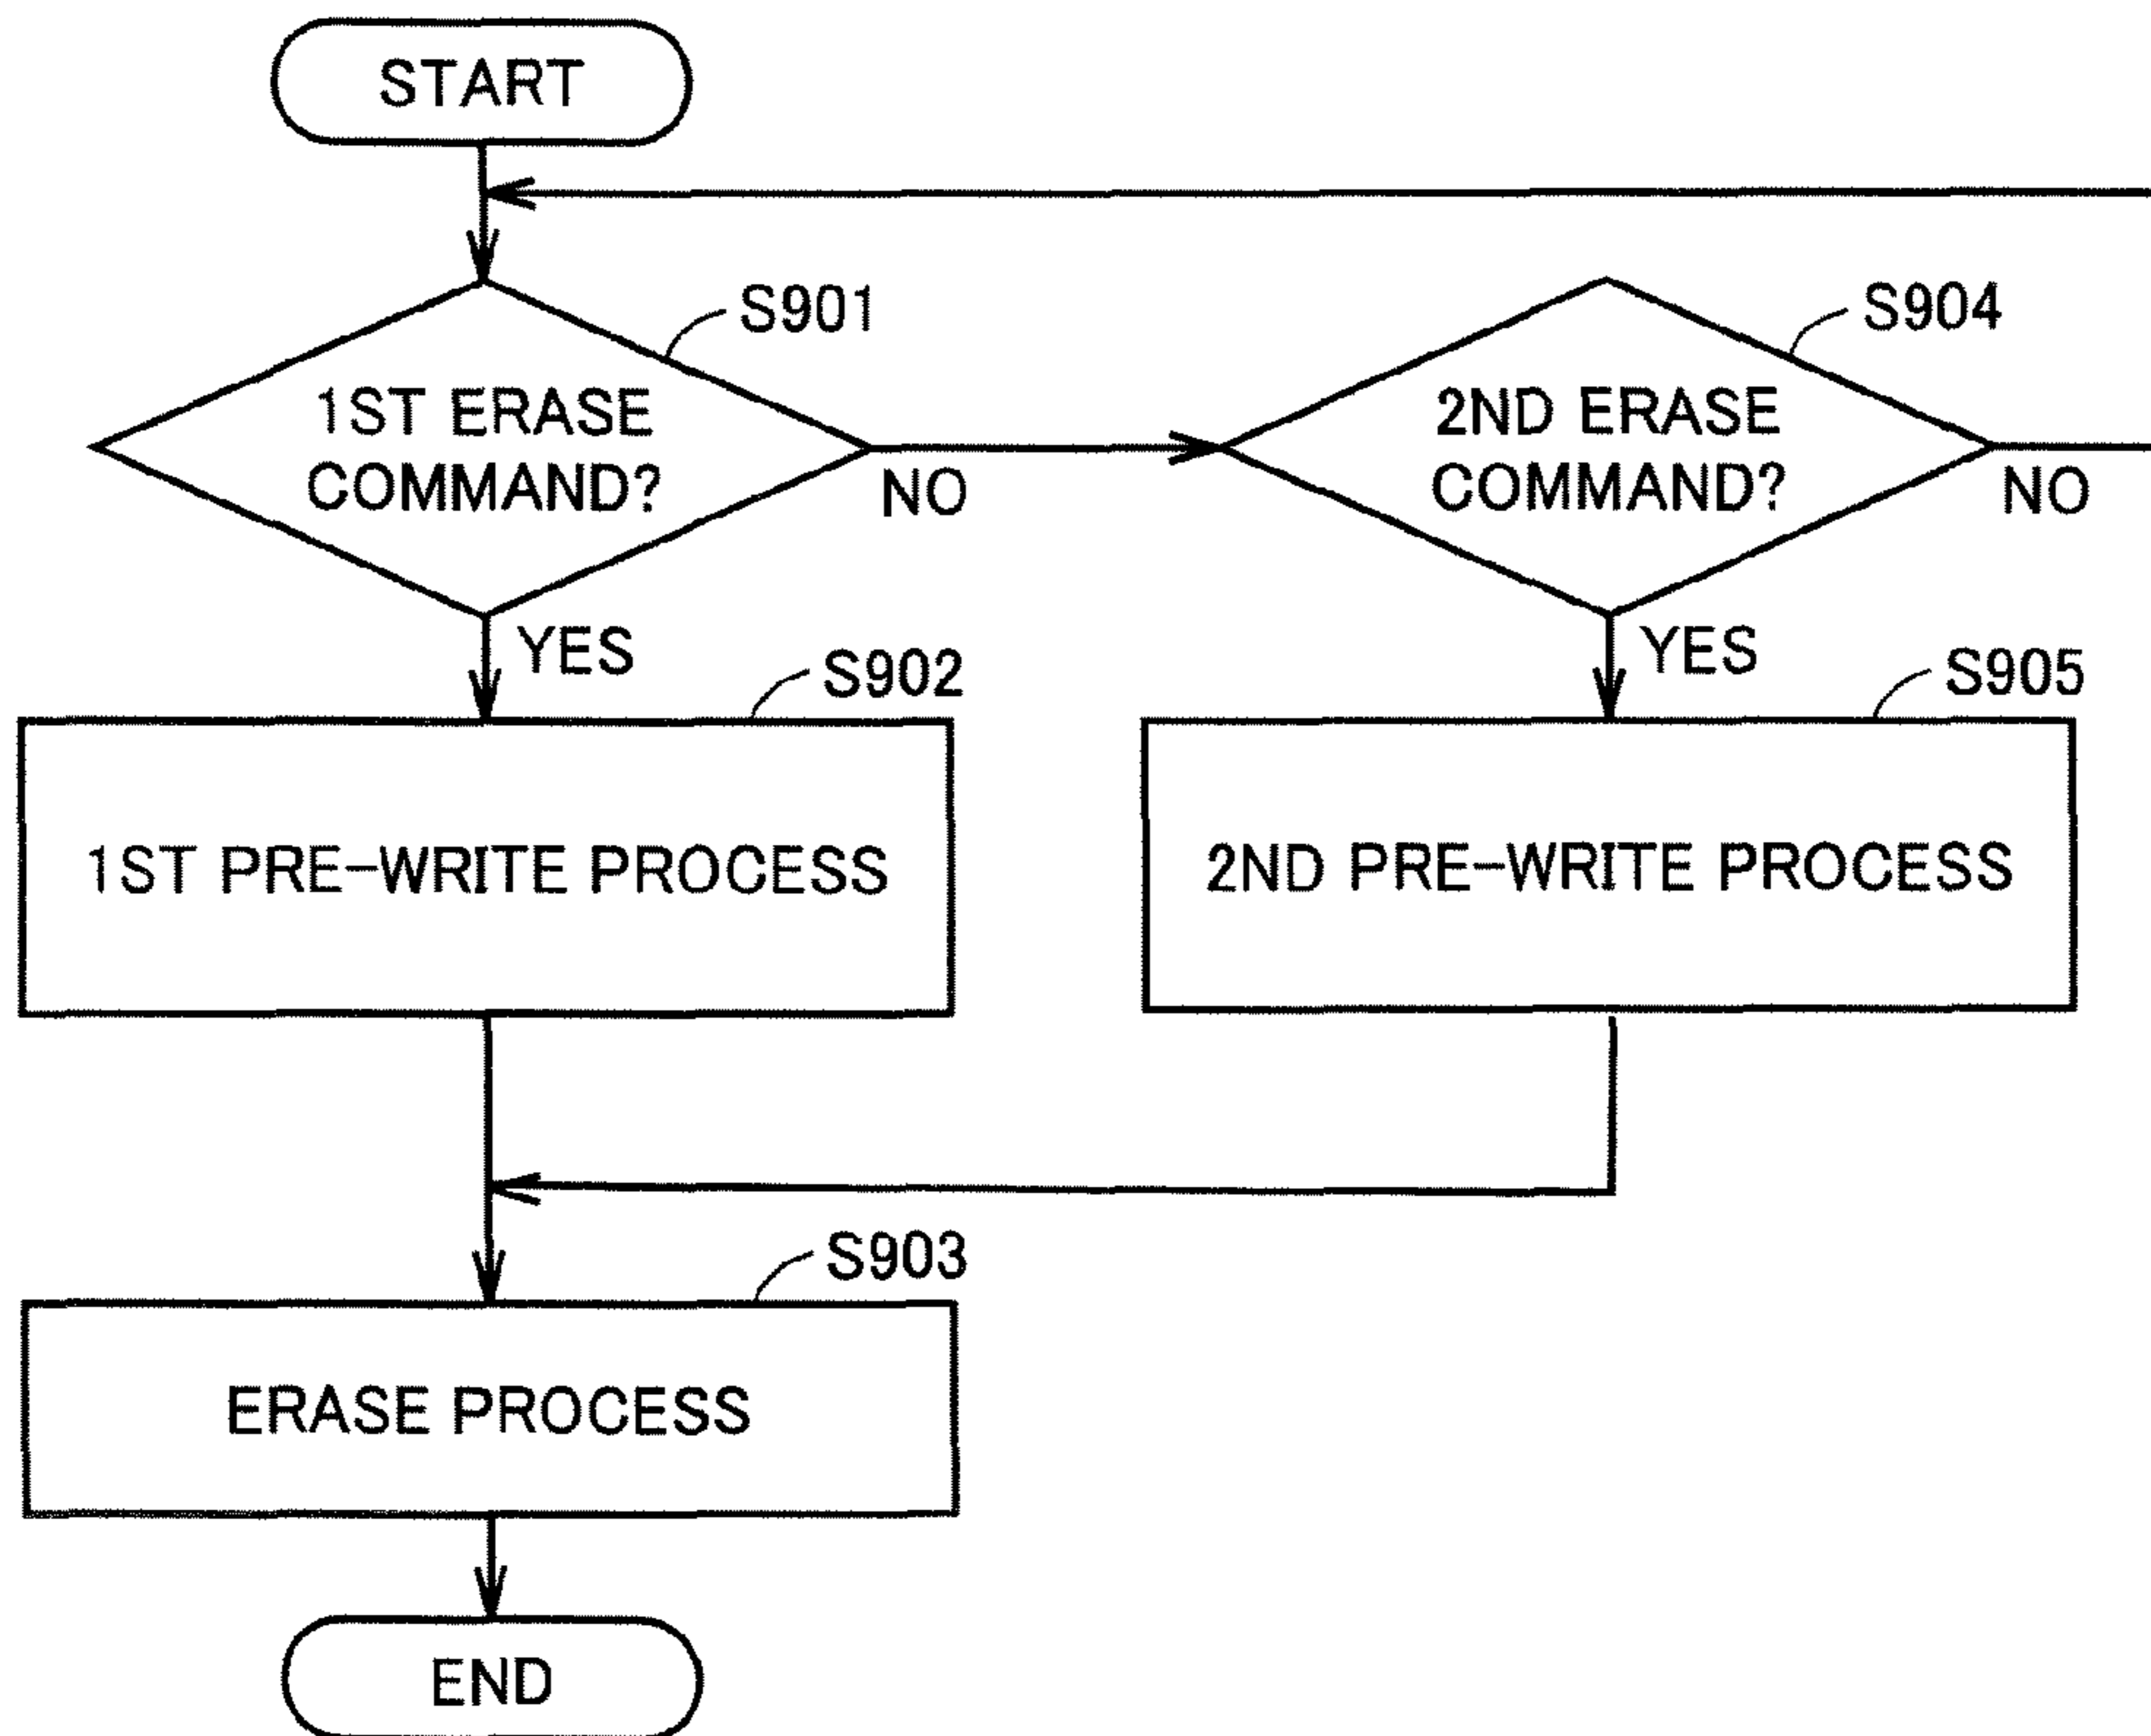 START
S901
1ST ERASE
COMMAND?
NO
YES
S904
2ND ERASE
COMMAND?
NO
YES
S902
1ST PRE-WRITE PROCESS
S905
2ND PRE-WRITE PROCESS
S903
ERASE PROCESS
END